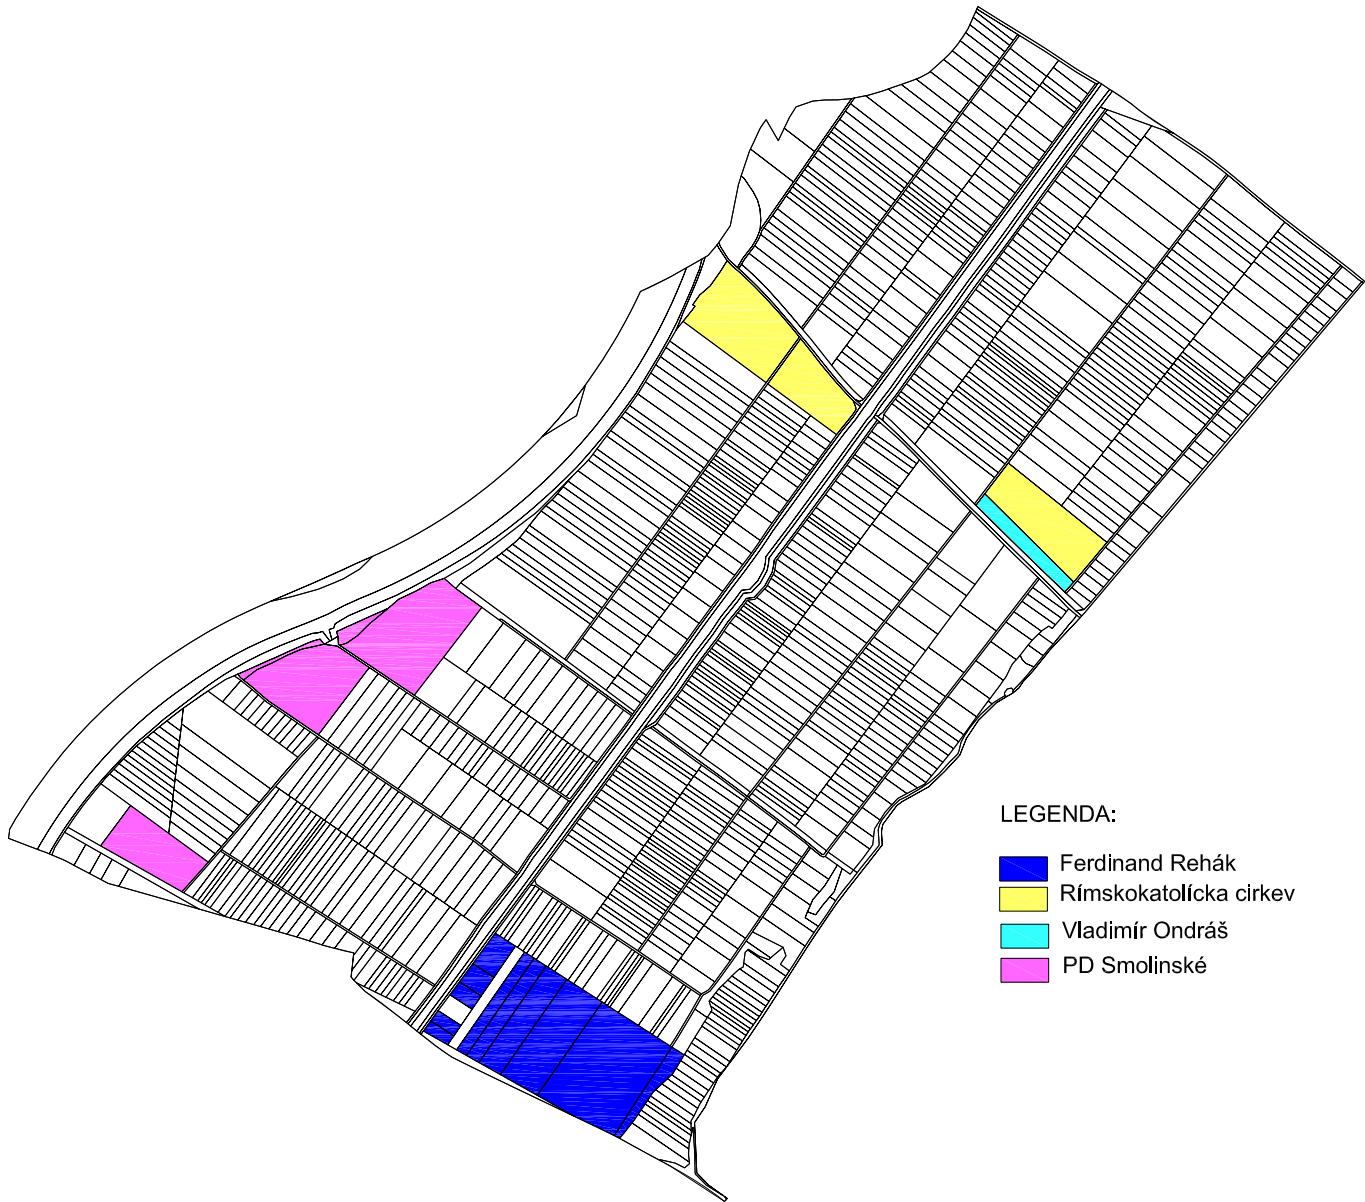 LEGENDA:
Ferdinand Rehák
Rímskokatolícka cirkev
Vladimír Ondráš
PD Smolinské